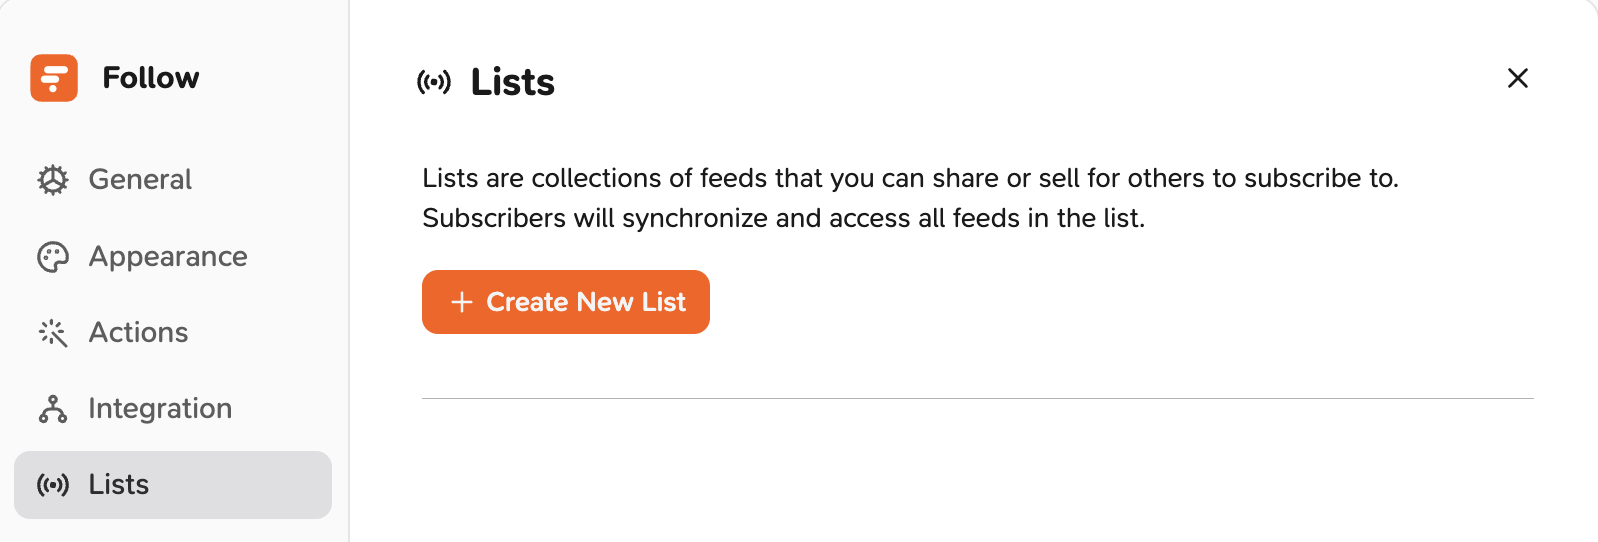 Follow
General
Appearance
Actions
Integration
Lists
Lists
Lists are collections of feeds that you can share or sell for others to subscribe to.
Subscribers will synchronize and access all feeds in the list.
Create New List